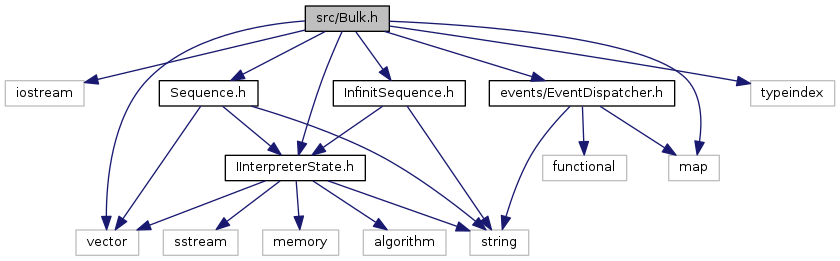 src/Bulk.h
iostream
Sequence.h
InfinitSequence.h
events/EventDispatcher.h
typeindex
IInterpreterState.h
functional
map
vector
sstream
memory
algorithm
string